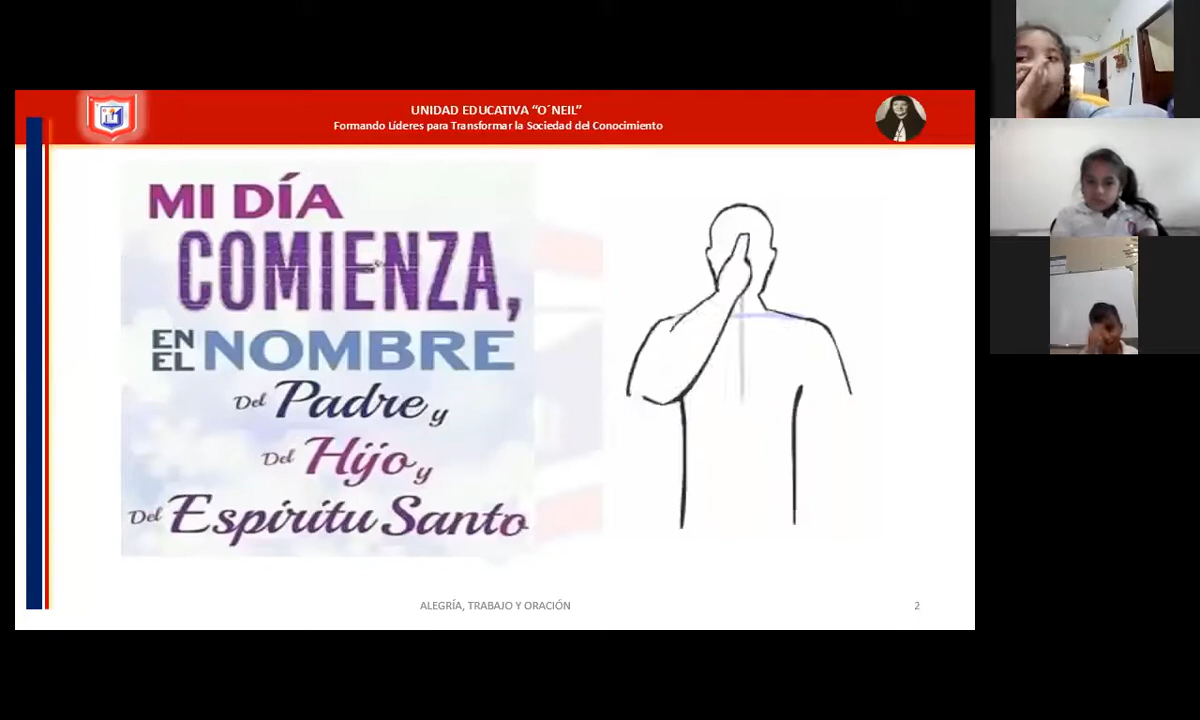 UNIDAD EDUCATIVA “O´NEIL”
Formando Líderes para Transformar la Sociedad del Conocimiento
MI DÍA
COMIENZA,
EN EL NOMBRE
Del Padre y
Del Hijo y
Del Espíritu Santo
ALEGRÍA, TRABAJO Y ORACIÓN
2